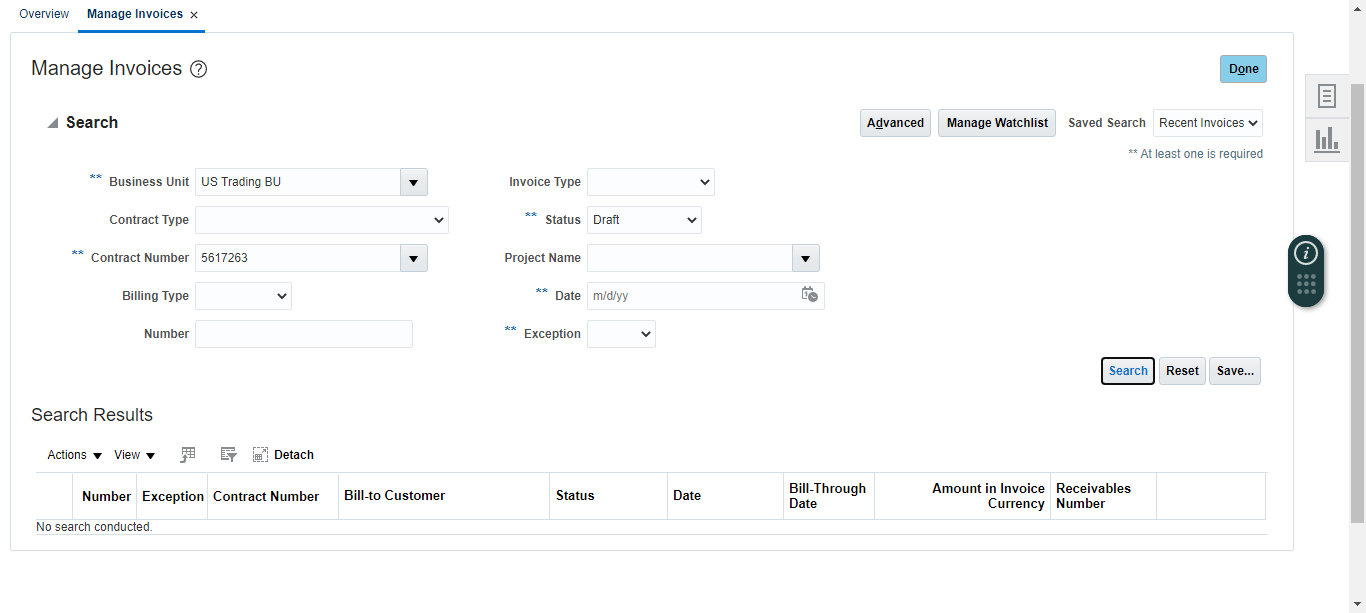 Overview
Manage Invoices ×
Manage Invoices ?
Done
Search
Advanced
Manage Watchlist
Saved Search
Recent Invoices
** At least one is required
** Business Unit
US Trading BU
Invoice Type
Contract Type
** Status
Draft
** Contract Number
5617263
Project Name
Billing Type
** Date
m/d/yy
Number
** Exception
Search
Reset
Save...
Search Results
Actions
View
Detach
Number
Exception
Contract Number
Bill-to Customer
Status
Date
Bill-Through
Date
Amount in Invoice
Currency
Receivables
Number
No search conducted.
i